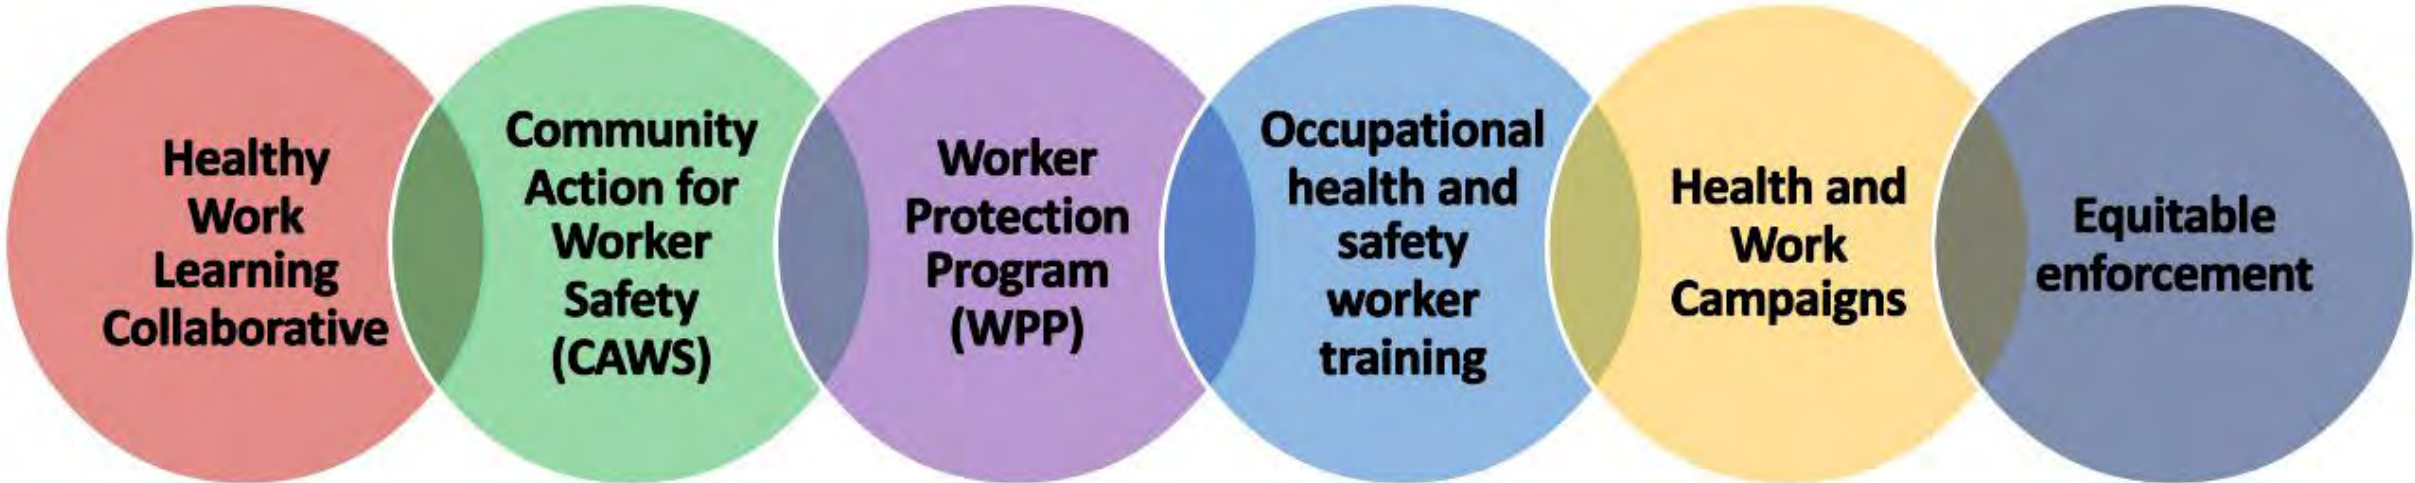 Healthy
Work
Learning
Collaborative
Community
Action for
Worker
Safety
(CAWS)
Worker
Protection
Program
(WPP)
Occupational
health and
safety
worker
training
Health and
Work
Campaigns
Equitable
enforcement